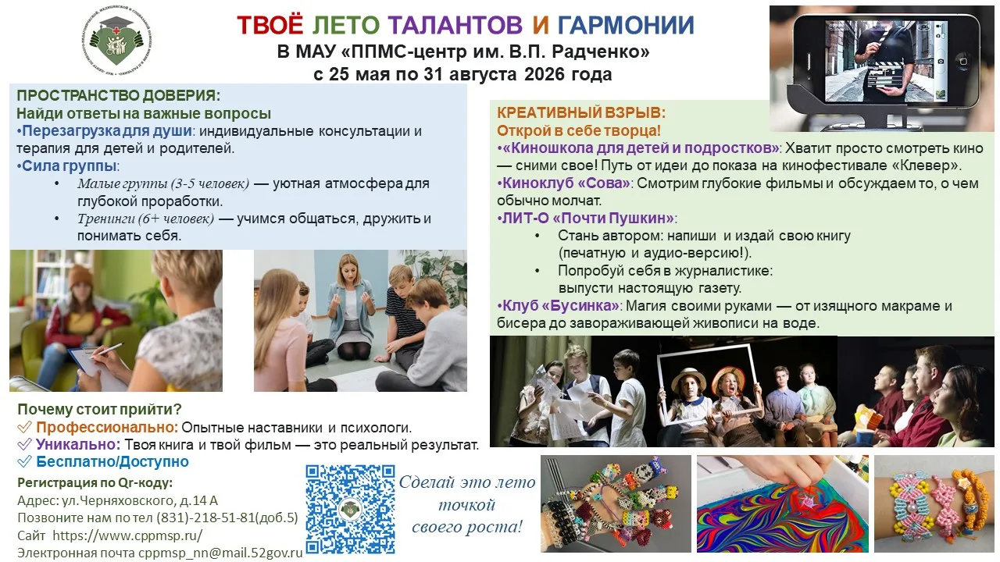 ТВОЁ ЛЕТО ТАЛАНТОВ И ГАРМОНИИ
В МАУ «ППМС-центр им. В.П. Радченко»
с 25 мая по 31 августа 2026 года
ПРОСТРАНСТВО ДОВЕРИЯ:
Найди ответы на важные вопросы
•Перезагрузка для души: индивидуальные консультации и
терапия для детей и родителей.
•Сила группы:
• Малые группы (3-5 человек) — уютная атмосфера для
глубокой проработки.
• Тренинги (6+ человек) — учимся общаться, дружить и
понимать себя.
КРЕАТИВНЫЙ ВЗРЫВ:
Открой в себе творца!
•«Киношкола для детей и подростков»: Хватит просто смотреть кино
— сними свое! Путь от идеи до показа на кинофестивале «Клевер».
•Киноклуб «Сова»: Смотрим глубокие фильмы и обсуждаем то, о чем
обычно молчат.
•ЛИТ-О «Почти Пушкин»:
• Стань автором: напиши и издай свою книгу
(печатную и аудио-версию!).
• Попробуй себя в журналистике:
выпусти настоящую газету.
•Клуб «Бусинка»: Магия своими руками — от изящного макраме и
бисера до завораживающей живописи на воде.
Почему стоит прийти?
✓ Профессионально: Опытные наставники и психологи.
✓ Уникально: Твоя книга и твой фильм — это реальный результат.
✓ Бесплатно/Доступно
Регистрация по Qr-коду:
Адрес: ул.Черняховского, д.14 А
Позвоните нам по тел (831)-218-51-81(доб.5)
Сайт https://www.cppmsp.ru/
Электронная почта cppmsp_nn@mail.52gov.ru
Сделай это лето
точкой
своего роста!